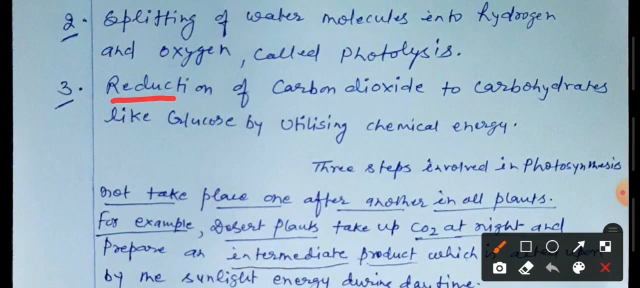 2. Splitting of water molecules into hydrogen
and oxygen, called Photolysis.
3. Reduction of Carbon dioxide to carbohydrates
like Glucose by Utilising chemical energy.
Three steps involved in Photosynthesis
not take place one after another in all plants.
For example, Desert Plants take up CO2 at night and
Prepare an intermediate product which is
by the sunlight energy during day time.